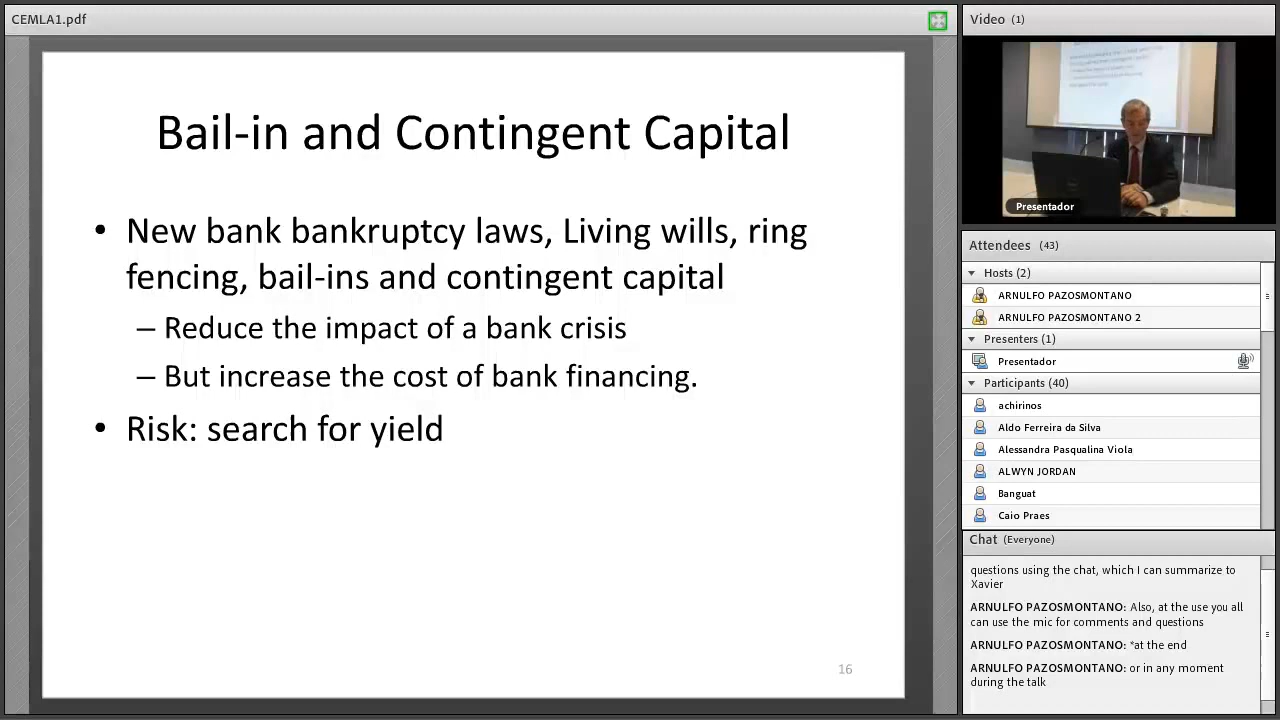 CEMLA1.pdf
Bail-in and Contingent Capital
• New bank bankruptcy laws, Living wills, ring
fencing, bail-ins and contingent capital
– Reduce the impact of a bank crisis
– But increase the cost of bank financing.
• Risk: search for yield
16
Video (1)
Presentador
Attendees (43)
Hosts (2)
ARNULFO PAZOSMONTANO
ARNULFO PAZOSMONTANO 2
Presenters (1)
Presentador
Participants (40)
achirinos
Aldo Ferreira da Silva
Alessandra Pasqualina Viola
ALWYN JORDAN
Banguat
Caio Praes
Chat (Everyone)
questions using the chat, which I can summarize to
Xavier
ARNULFO PAZOSMONTANO: Also, at the use you all
can use the mic for comments and questions
ARNULFO PAZOSMONTANO: *at the end
ARNULFO PAZOSMONTANO: or in any moment
during the talk